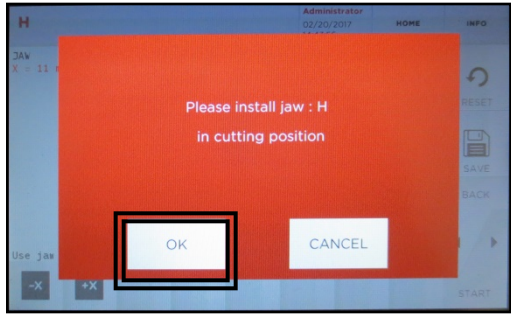 H
Administrator
02/20/2017
HOME
INFO
JAW
X = 11
RESET
Please install jaw : H
in cutting position
SAVE
BACK
OK
CANCEL
Use jaw
-X
+X
START